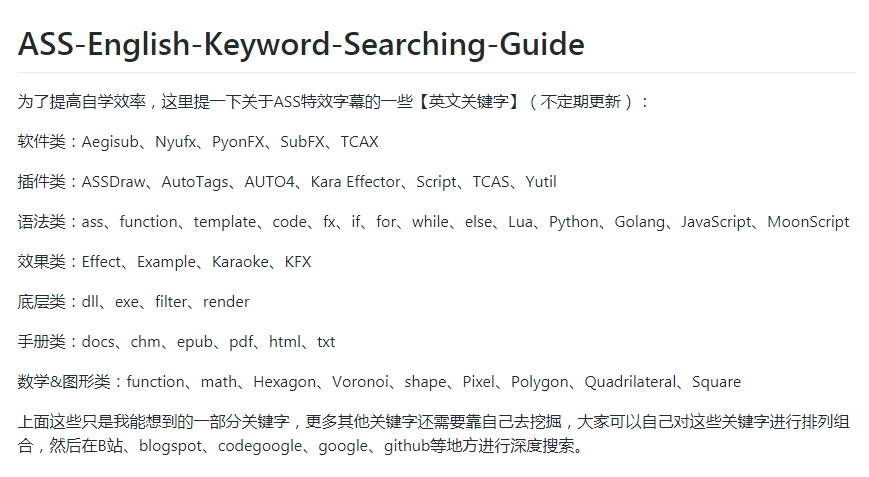 ASS-English-Keyword-Searching-Guide
为了提高自学效率，这里提一下关于ASS特效字幕的一些【英文关键字】（不定期更新）：
软件类：Aegisub、Nyufx、PyonFX、SubFX、TCAX
插件类：ASSDraw、AutoTags、AUTO4、Kara Effector、Script、TCAS、Yutil
语法类：ass、function、template、code、fx、if、for、while、else、Lua、Python、Golang、JavaScript、MoonScript
效果类：Effect、Example、Karaoke、KFX
底层类：dll、exe、filter、render
手册类：docs、chm、epub、pdf、html、txt
数学&图形类：function、math、Hexagon、Voronoi、shape、Pixel、Polygon、Quadrilateral、Square
上面这些只是我能想到的一部分关键字，更多其他关键字还需要靠自己去挖掘，大家可以自己对这些关键字进行排列组
合，然后在B站、blogspot、codegoogle、google、github等地方进行深度搜索。